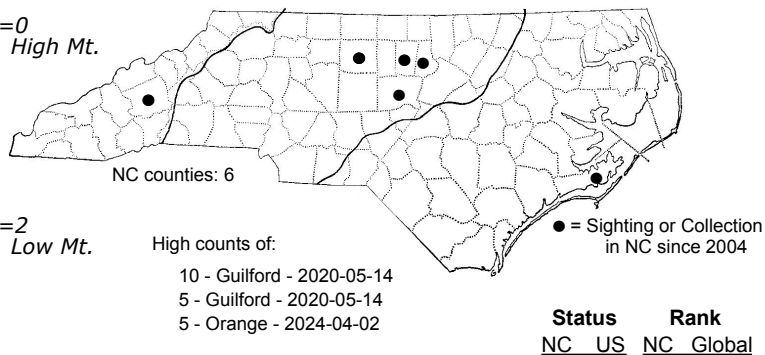 =0
High Mt.
NC counties: 6
=2
Low Mt.
High counts of:
10 - Guilford - 2020-05-14
5 - Guilford - 2020-05-14
5 - Orange - 2024-04-02
● = Sighting or Collection
in NC since 2004
Status Rank
NC US NC Global